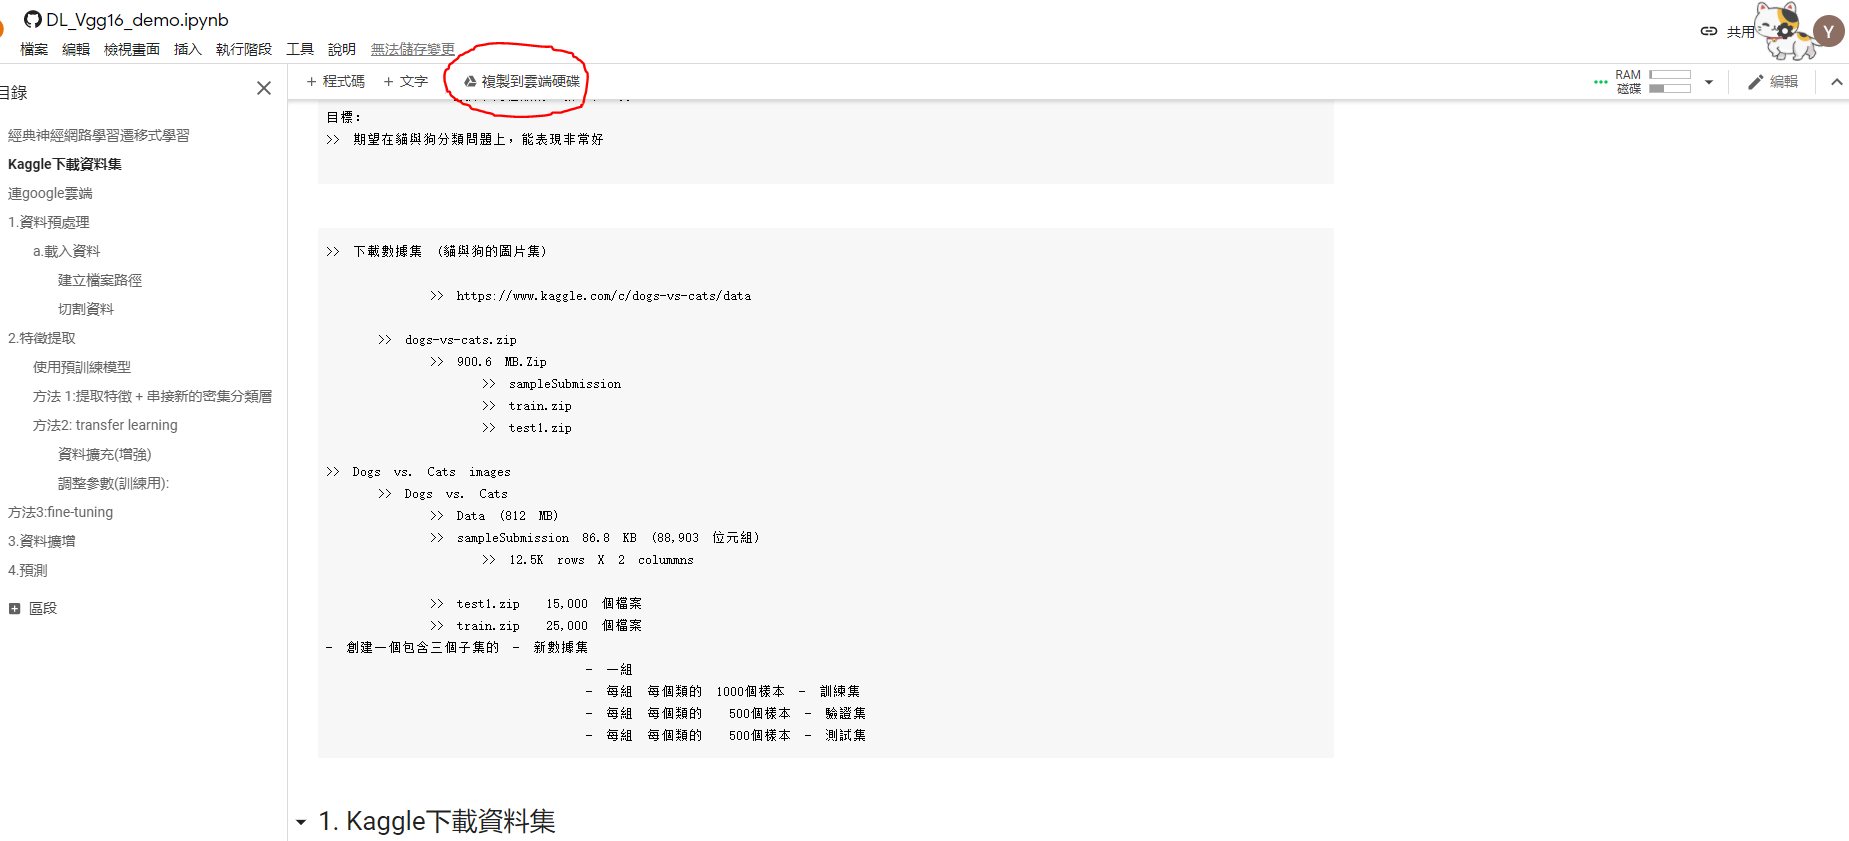 DL_Vgg16_demo.ipynb
檔案 編輯 檢視畫面 插入 執行階段 工具 說明 無法儲存變更
共用
Y
+ 程式碼 + 文字 複製到雲端硬碟
RAM
磁碟
編輯
目錄
經典神經網路學習遷移式學習
Kaggle下載資料集
連google雲端
1.資料預處理
a.載入資料
建立檔案路徑
切割資料
2.特徵提取
使用預訓練模型
方法 1:提取特徵 + 串接新的密集分類層
方法2: transfer learning
資料擴充(增強)
調整參數(訓練用):
方法3:fine-tuning
3.資料擴增
4.預測
區段
目標:
>> 期望在貓與狗分類問題上，能表現非常好
>> 下載數據集 (貓與狗的圖片集)
>> https://www.kaggle.com/c/dogs-vs-cats/data
>> dogs-vs-cats.zip
>> 900.6 MB.Zip
>> sampleSubmission
>> train.zip
>> test1.zip
>> Dogs vs. Cats images
>> Dogs vs. Cats
>> Data (812 MB)
>> sampleSubmission 86.8 KB (88,903 位元組)
>> 12.5K rows X 2 colummns
>> test1.zip 15,000 個檔案
>> train.zip 25,000 個檔案
- 創建一個包含三個子集的 - 新數據集
- 一組
- 每組 每個類的 1000個樣本 - 訓練集
- 每組 每個類的 500個樣本 - 驗證集
- 每組 每個類的 500個樣本 - 測試集
1. Kaggle下載資料集